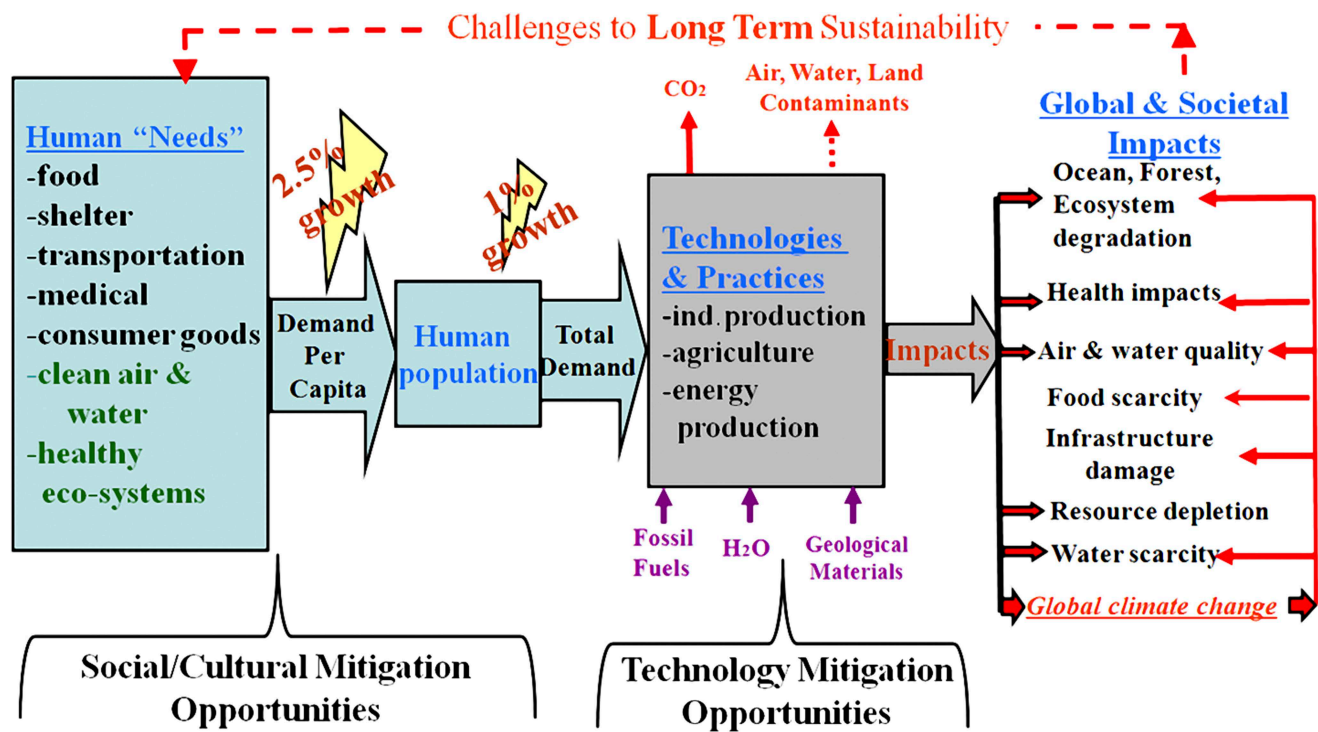 Challenges to Long Term Sustainability
Human “Needs”
-food
-shelter
-transportation
-medical
-consumer goods
-clean air &
water
-healthy
eco-systems
2.5%
growth
Demand
Per
Capita
1%
growth
Human
population
Total
Demand
CO2
Air, Water, Land
Contaminants
Technologies
& Practices
-ind. production
-agriculture
-energy
production
Fossil
Fuels
H2O
Geological
Materials
Impacts
Global & Societal
Impacts
Ocean, Forest,
Ecosystem
degradation
Health impacts
Air & water quality
Food scarcity
Infrastructure
damage
Resource depletion
Water scarcity
Global climate change
Social/Cultural Mitigation
Opportunities
Technology Mitigation
Opportunities